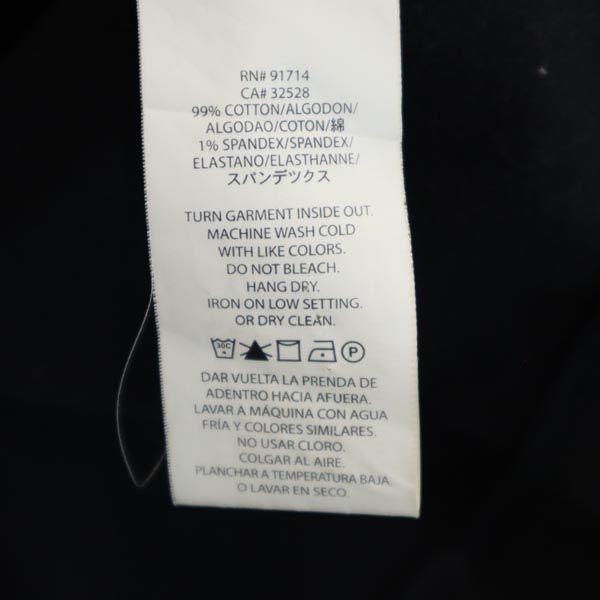 RN# 91714
CA# 32528
99% COTTON/ALGODON/
ALGODAO/COTON/綿
1% SPANDEX/SPANDEX/
ELASTANO/ELASTHANNE/
スパンデツクス
TURN GARMENT INSIDE OUT.
MACHINE WASH COLD
WITH LIKE COLORS.
DO NOT BLEACH.
HANG DRY.
IRON ON LOW SETTING.
OR DRY CLEAN.
30C P
DAR VUELTA LA PRENDA DE
ADENTRO HACIA AFUERA.
LAVAR A MÁQUINA CON AGUA
FRÍA Y COLORES SIMILARES.
NO USAR CLORO.
COLGAR AL AIRE.
PLANCHAR A TEMPERATURA BAJA.
O LAVAR EN SECO.